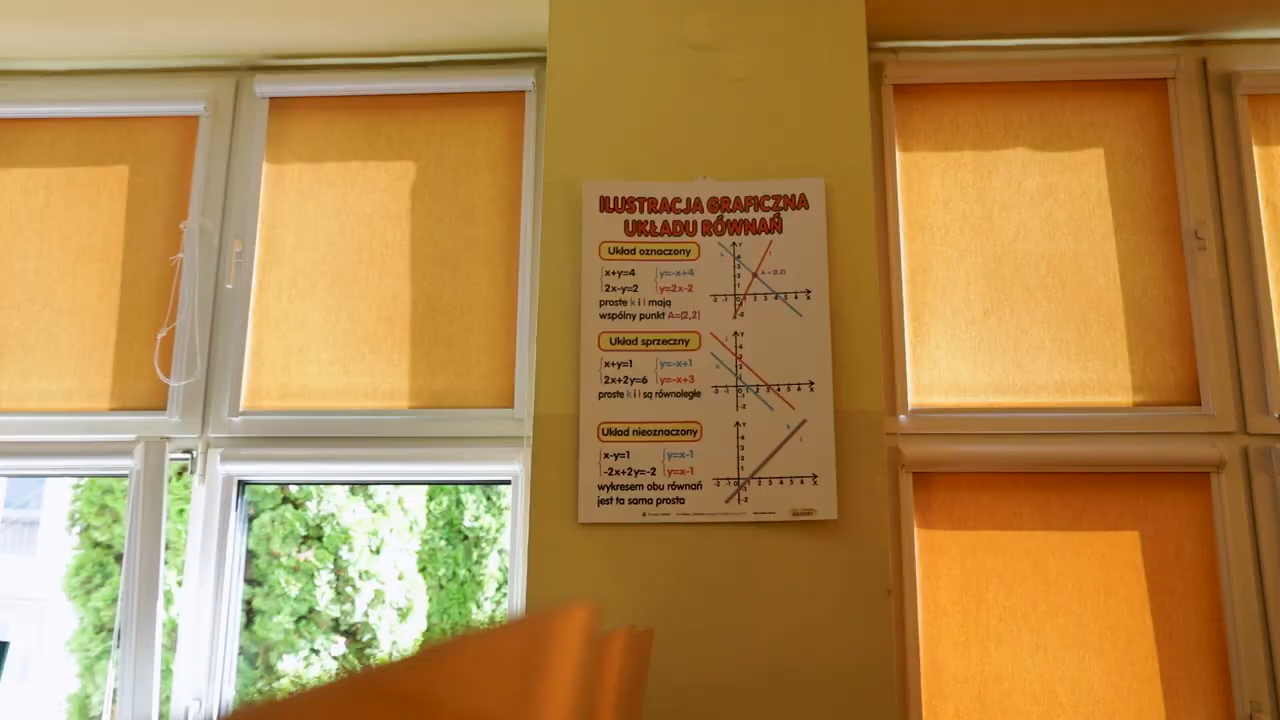 ILUSTRACJA GRAFICZNA
UKŁADU RÓWNAŃ
Układ oznaczony
x+y=4 y=-x+4
2x-y=2 y=2x-2
proste k i l mają
wspólny punkt A=(2,2)
A = (2,2)
Układ sprzeczny
x+y=1 y=-x+1
2x+2y=6 y=-x+3
proste k i l są równoległe
Układ nieoznaczony
x-y=1 y=x-1
-2x+2y=-2 y=x-1
wykresem obu równań
jest ta sama prosta